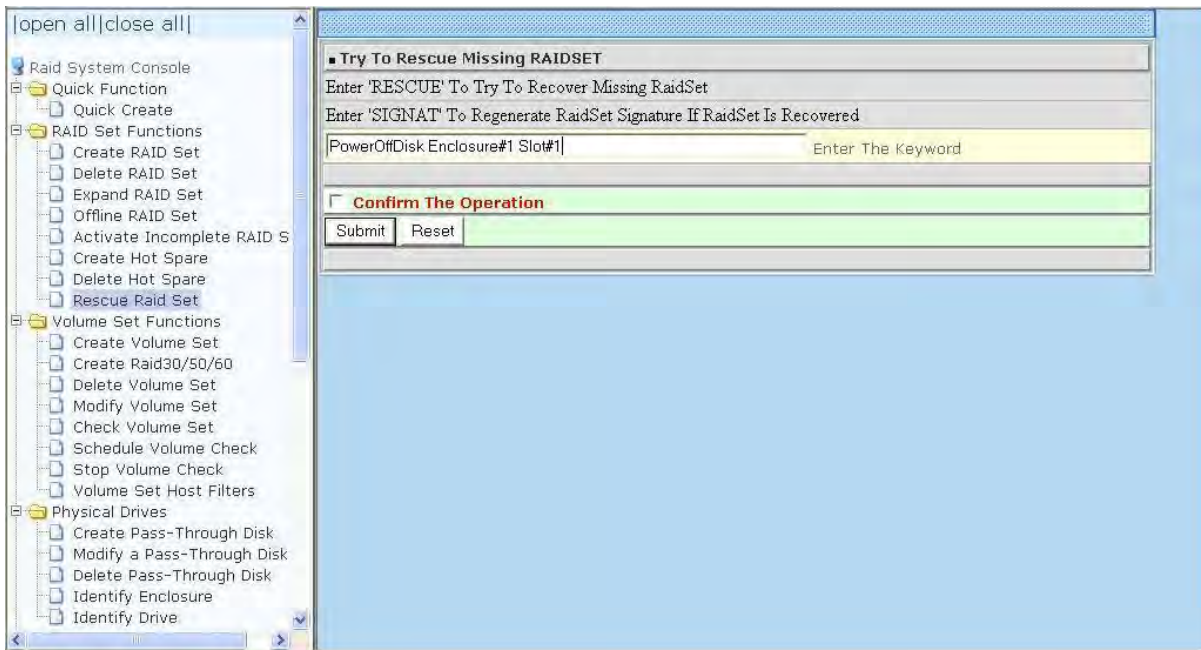 |open all|close all|
Raid System Console
Quick Function
Quick Create
RAID Set Functions
Create RAID Set
Delete RAID Set
Expand RAID Set
Offline RAID Set
Activate Incomplete RAID S
Create Hot Spare
Delete Hot Spare
Rescue Raid Set
Volume Set Functions
Create Volume Set
Create Raid30/50/60
Delete Volume Set
Modify Volume Set
Check Volume Set
Schedule Volume Check
Stop Volume Check
Volume Set Host Filters
Physical Drives
Create Pass-Through Disk
Modify a Pass-Through Disk
Delete Pass-Through Disk
Identify Enclosure
Identify Drive
Try To Rescue Missing RAIDSET
Enter 'RESCUE' To Try To Recover Missing RaidSet
Enter 'SIGNAT' To Regenerate RaidSet Signature If RaidSet Is Recovered
PowerOffDisk Enclosure#1 Slot#1 Enter The Keyword
Confirm The Operation
Submit Reset